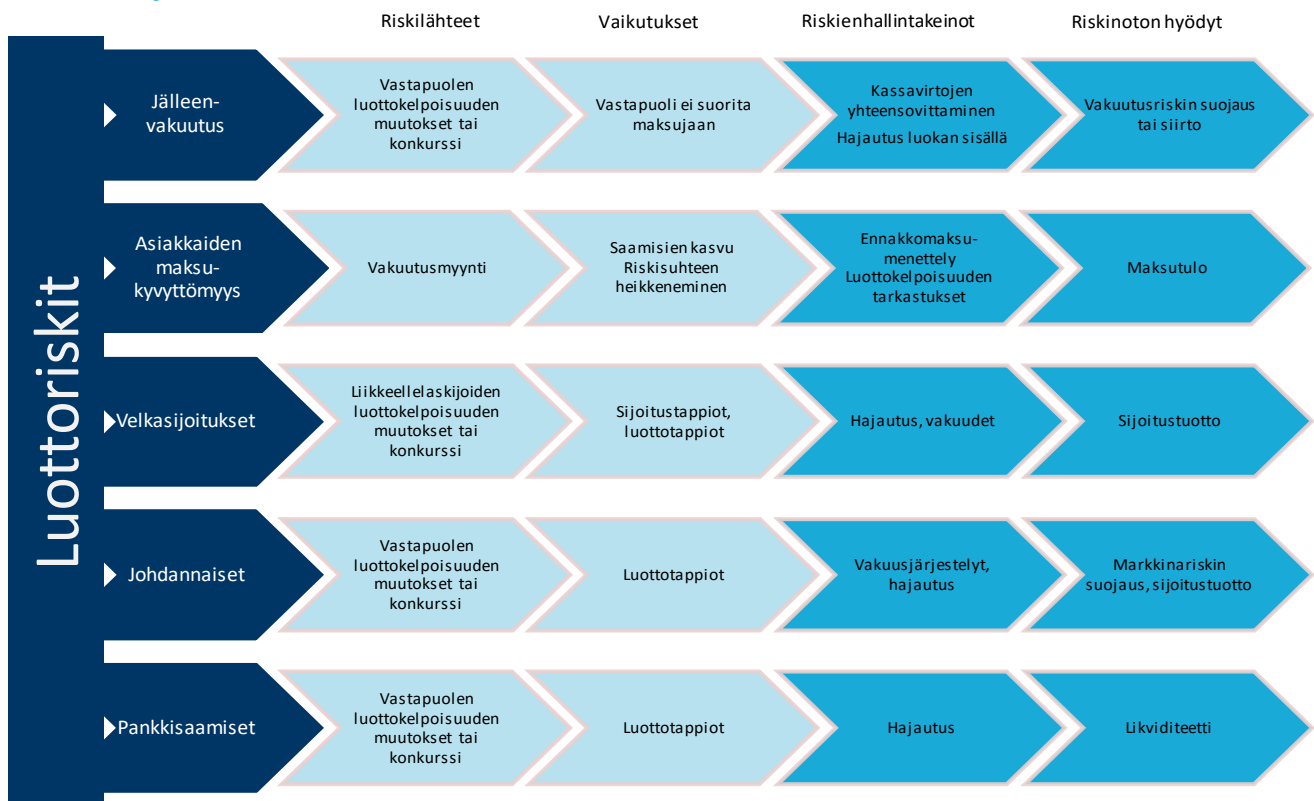 Riskilähteet
Vaikutukset
Riskienhallintakeinot
Riskinoton hyödyt
Luottoriskit
Jälleen-
vakuutus
Vastapuolen
luottokelpoisuuden
muutokset tai
konkurssi
Vastapuoli ei suorita
maksujaan
Kassavirtojen
yhteensovittaminen
Hajautus luokan sisällä
Vakuutusriskin suojaus
tai siirto
Asiakkaiden
maksu-
kyvyttömyys
Vakuutusmyynti
Saamisien kasvu
Riskisuhteen
heikkeneminen
Ennakkomaksu-
menettely
Luottokelpoisuuden
tarkastukset
Maksutulo
Velkasijoitukset
Liikkeellelaskijoiden
luottokelpoisuuden
muutokset tai
konkurssi
Sijoitustappiot,
luottotappiot
Hajautus, vakuudet
Sijoitustuotto
Johdannaiset
Vastapuolen
luottokelpoisuuden
muutokset tai
konkurssi
Luottotappiot
Vakuusjärjestelyt,
hajautus
Markkinariskin
suojaus, sijoitustuotto
Pankkisaamiset
Vastapuolen
luottokelpoisuuden
muutokset tai
konkurssi
Luottotappiot
Hajautus
Likviditeetti